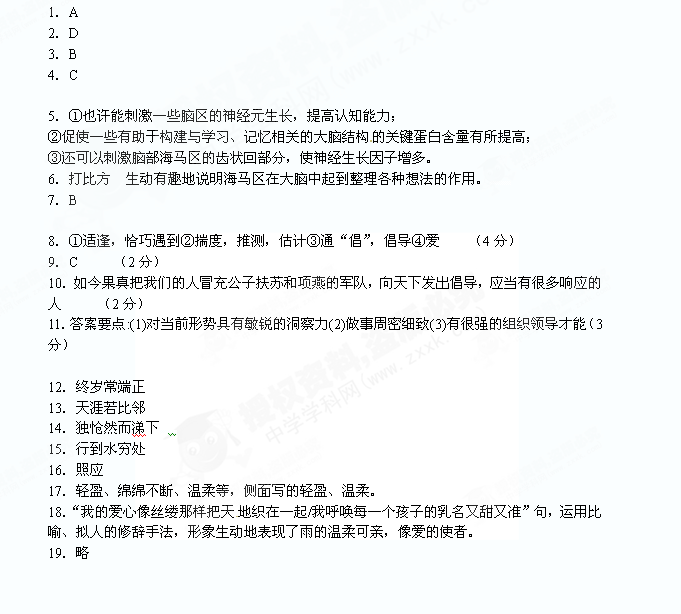 1. A
2. D
3. B
4. C
5. ①也许能刺激一些脑区的神经元生长，提高认知能力；
②促使一些有助于构建与学习、记忆相关的大脑结构的关键蛋白含量有所提高；
③还可以刺激脑部海马区的齿状回部分，使神经生长因子增多。
6. 打比方　生动有趣地说明海马区在大脑中起到整理各种想法的作用。
7. B
8. ①适逢，恰巧遇到②揣度，推测，估计③通“倡”，倡导④爱　　（4分）
9. C　　（2分）
10. 如今果真把我们的人冒充公子扶苏和项燕的军队，向天下发出倡导，应当有很多响应的
人　　（2分）
11. 答案要点:(1)对当前形势具有敏锐的洞察力(2)做事周密细致(3)有很强的组织领导才能(3
分)
12. 终岁常端正
13. 天涯若比邻
14. 独怆然而递下
15. 行到水穷处
16. 照应
17. 轻盈、绵绵不断、温柔等，侧面写的轻盈、温柔。
18.“我的爱心像丝缕那样把天.地织在一起/我呼唤每一个孩子的乳名又甜又准”句，运用比
喻、拟人的修辞手法，形象生动地表现了雨的温柔可亲，像爱的使者。
19. 略
中学学科网(www.zxxk.